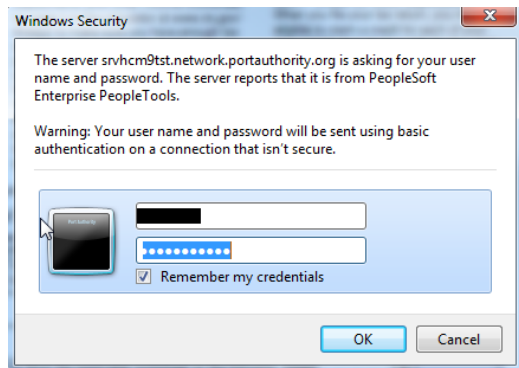 Windows Security
The server srvhcm9tst.network.portauthority.org is asking for your user
name and password. The server reports that it is from PeopleSoft
Enterprise PeopleTools.
Warning: Your user name and password will be sent using basic
authentication on a connection that isn't secure.
Port Authority
Remember my credentials
OK
Cancel